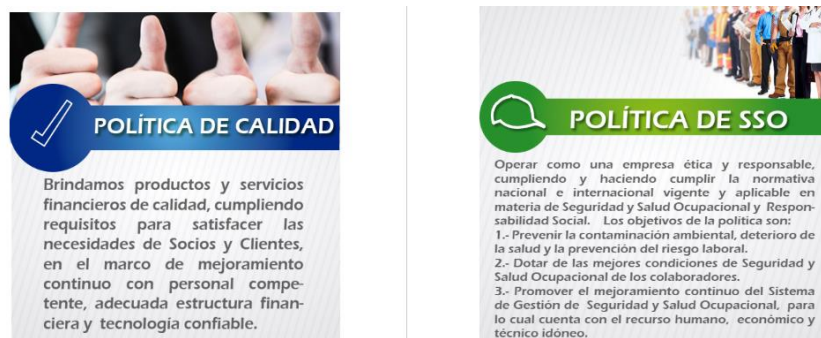 POLÍTICA DE CALIDAD
Brindamos productos y servicios
financieros de calidad, cumpliendo
requisitos para satisfacer las
necesidades de Socios y Clientes,
en el marco de mejoramiento
continuo con personal compe-
tente, adecuada estructura finan-
ciera y tecnología confiable.
POLÍTICA DE SSO
Operar como una empresa ética y responsable,
cumpliendo y haciendo cumplir la normativa
nacional e internacional vigente y aplicable en
materia de Seguridad y Salud Ocupacional y Respon-
sabilidad Social. Los objetivos de la política son:
1.- Prevenir la contaminación ambiental, deterioro de
la salud y la prevención del riesgo laboral.
2.- Dotar de las mejores condiciones de Seguridad y
Salud Ocupacional de los colaboradores.
3.- Promover el mejoramiento continuo del Sistema
de Gestión de Seguridad y Salud Ocupacional, para
lo cual cuenta con el recurso humano, económico y
técnico idóneo.